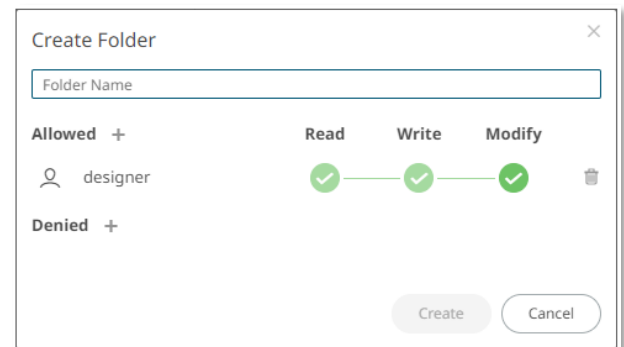 Create Folder
Folder Name
Allowed + Read Write Modify
designer
Denied +
Create Cancel